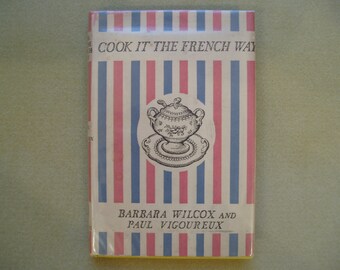 COOK IT THE FRENCH WAY
BARBARA WILCOX AND
PAUL VIGOUREUX